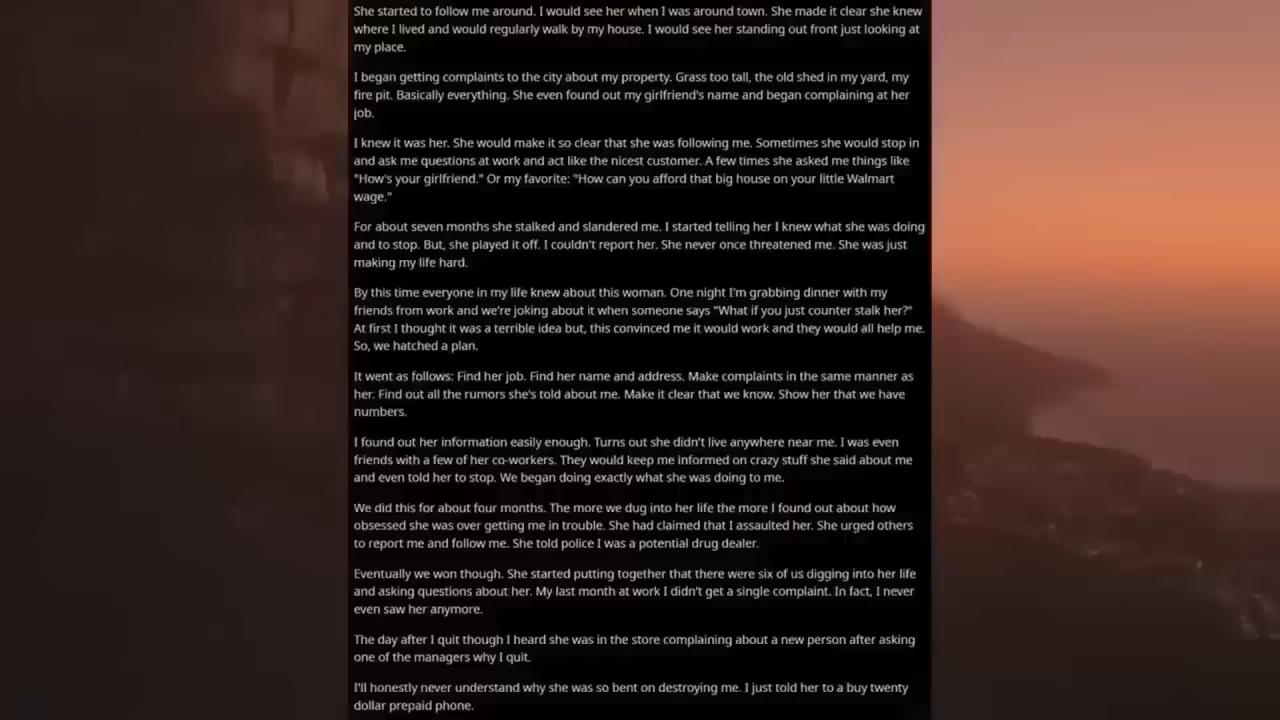 She started to follow me around. I would see her when I was around town. She made it clear she knew
where I lived and would regularly walk by my house. I would see her standing out front just looking at
my place.
I began getting complaints to the city about my property. Grass too tall, the old shed in my yard, my
fire pit. Basically everything. She even found out my girlfriend's name and began complaining at her
job.
I knew it was her. She would make it so clear that she was following me. Sometimes she would stop in
and ask me questions at work and act like the nicest customer. A few times she asked me things like
"How's your girlfriend." Or my favorite: "How can you afford that big house on your little Walmart
wage."
For about seven months she stalked and slandered me. I started telling her I knew what she was doing
and to stop. But, she played it off. I couldn't report her. She never once threatened me. She was just
making my life hard.
By this time everyone in my life knew about this woman. One night I'm grabbing dinner with my
friends from work and we're joking about it when someone says "What if you just counter stalk her?"
At first I thought it was a terrible idea but, this convinced me it would work and they would all help me.
So, we hatched a plan.
It went as follows: Find her job. Find her name and address. Make complaints in the same manner as
her. Find out all the rumors she's told about me. Make it clear that we know. Show her that we have
numbers.
I found out her information easily enough. Turns out she didn't live anywhere near me. I was even
friends with a few of her co-workers. They would keep me informed on crazy stuff she said about me
and even told her to stop. We began doing exactly what she was doing to me.
We did this for about four months. The more we dug into her life the more I found out about how
obsessed she was over getting me in trouble. She had claimed that I assaulted her. She urged others
to report me and follow me. She told police I was a potential drug dealer.
Eventually we won though. She started putting together that there were six of us digging into her life
and asking questions about her. My last month at work I didn't get a single complaint. In fact, I never
even saw her anymore.
The day after I quit though I heard she was in the store complaining about a new person after asking
one of the managers why I quit.
I'll honestly never understand why she was so bent on destroying me. I just told her to a buy twenty
dollar prepaid phone.